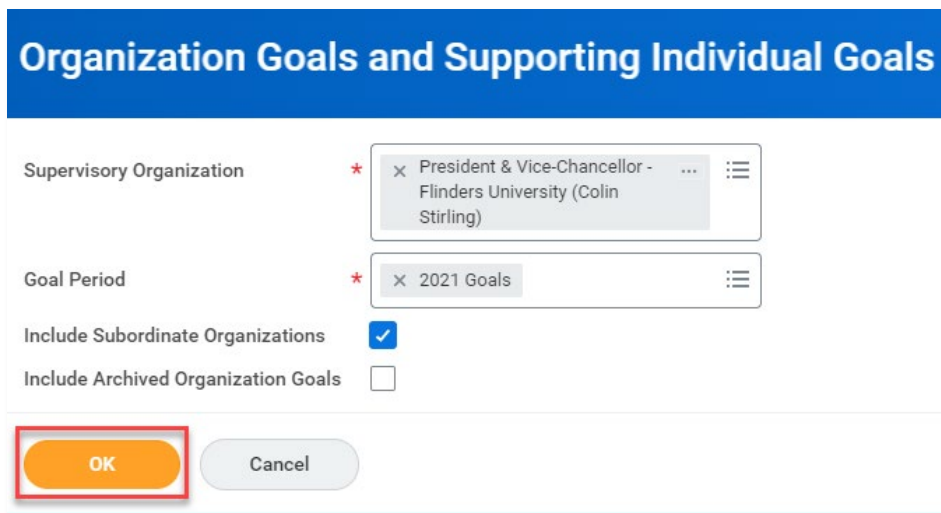 Organization Goals and Supporting Individual Goals
Supervisory Organization * × President & Vice-Chancellor - ...
Flinders University (Colin
Stirling)
Goal Period * × 2021 Goals
Include Subordinate Organizations
Include Archived Organization Goals
OK Cancel